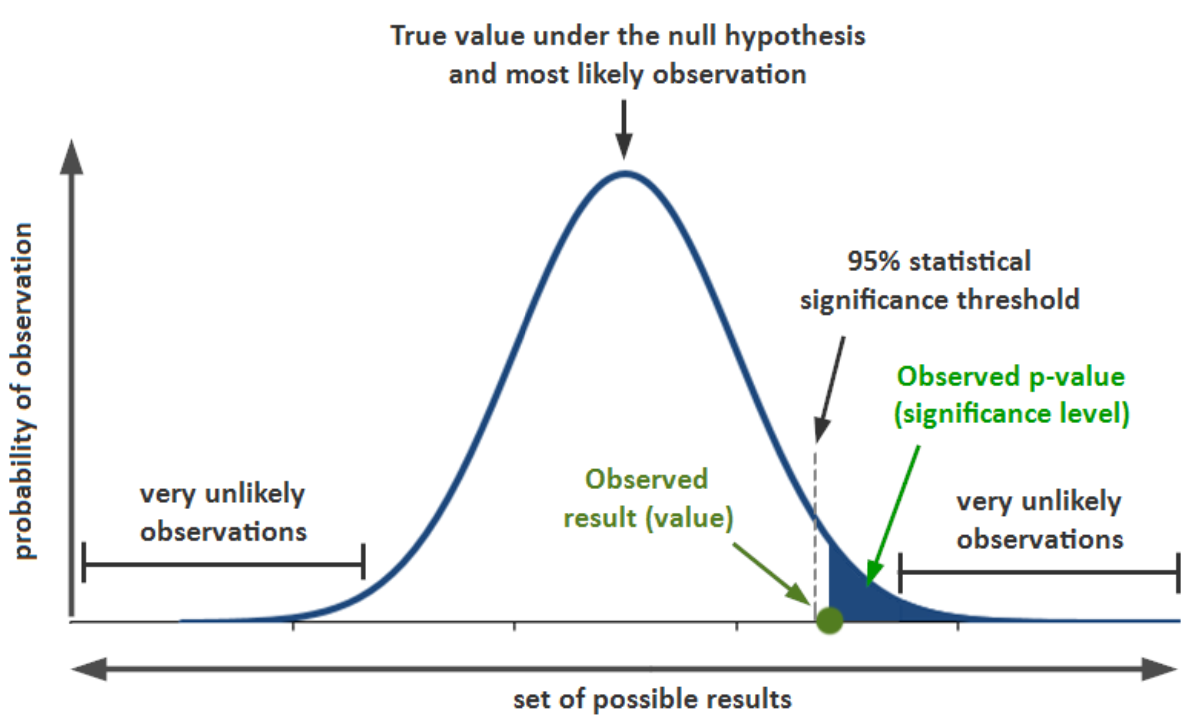 True value under the null hypothesis
and most likely observation
probability of observation
95% statistical
significance threshold
Observed p-value
(significance level)
Observed
result (value)
very unlikely
observations
very unlikely
observations
set of possible results